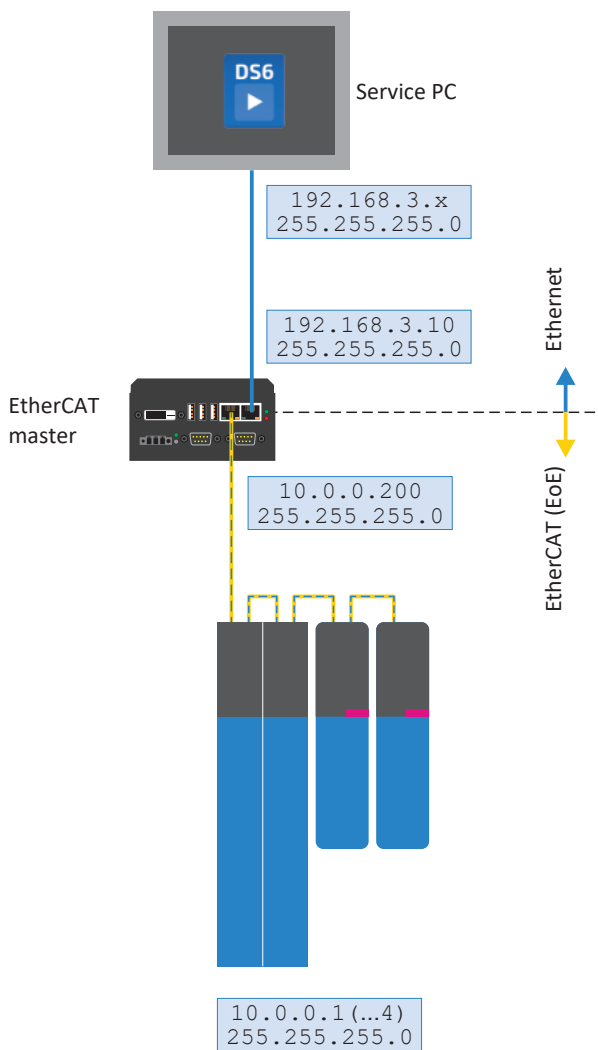 DS6
Service PC
192.168.3.x
255.255.255.0
Ethernet
192.168.3.10
255.255.255.0
EtherCAT
master
EtherCAT (EoE)
10.0.0.200
255.255.255.0
10.0.0.1(...4)
255.255.255.0